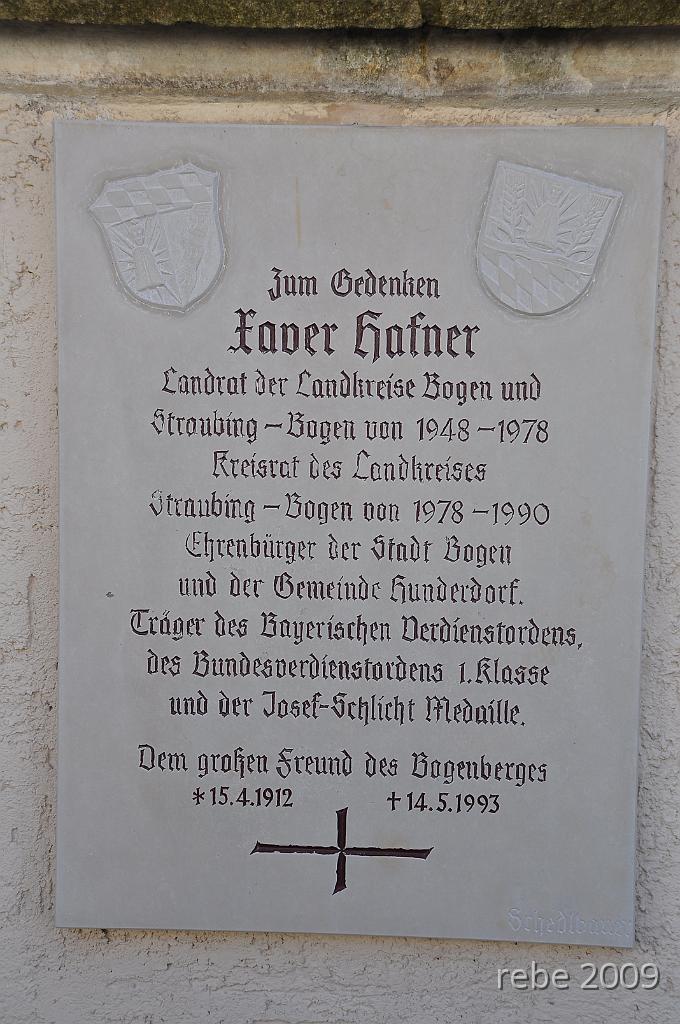 Zum Gedenken
Xaver Hafner
Landrat der Landkreise Bogen und
Straubing – Bogen von 1948 – 1978
Kreisrat des Landkreises
Straubing – Bogen von 1978 – 1990
Ehrenbürger der Stadt Bogen
und der Gemeinde Hunderdorf.
Träger des Bayerischen Verdienstordens,
des Bundesverdienstordens 1. Klasse
und der Josef-Schlicht Medaille.
Dem großen Freund des Bogenberges
* 15.4.1912 † 14.5.1993
Schedlbauer
rebe 2009